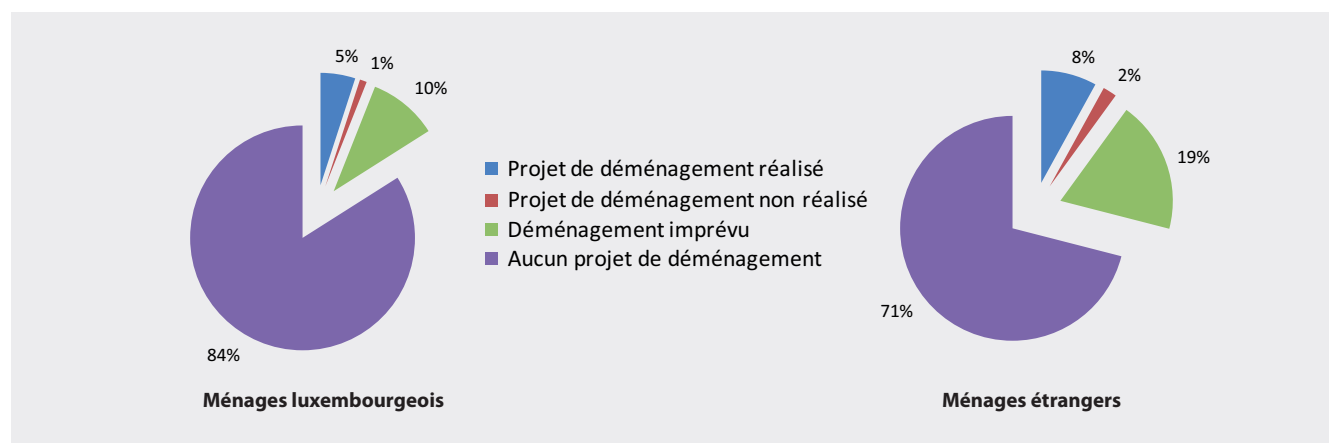 5%
1%
10%
84%
Ménages luxembourgeois
Projet de déménagement réalisé
Projet de déménagement non réalisé
Déménagement imprévu
Aucun projet de déménagement
8%
2%
19%
71%
Ménages étrangers